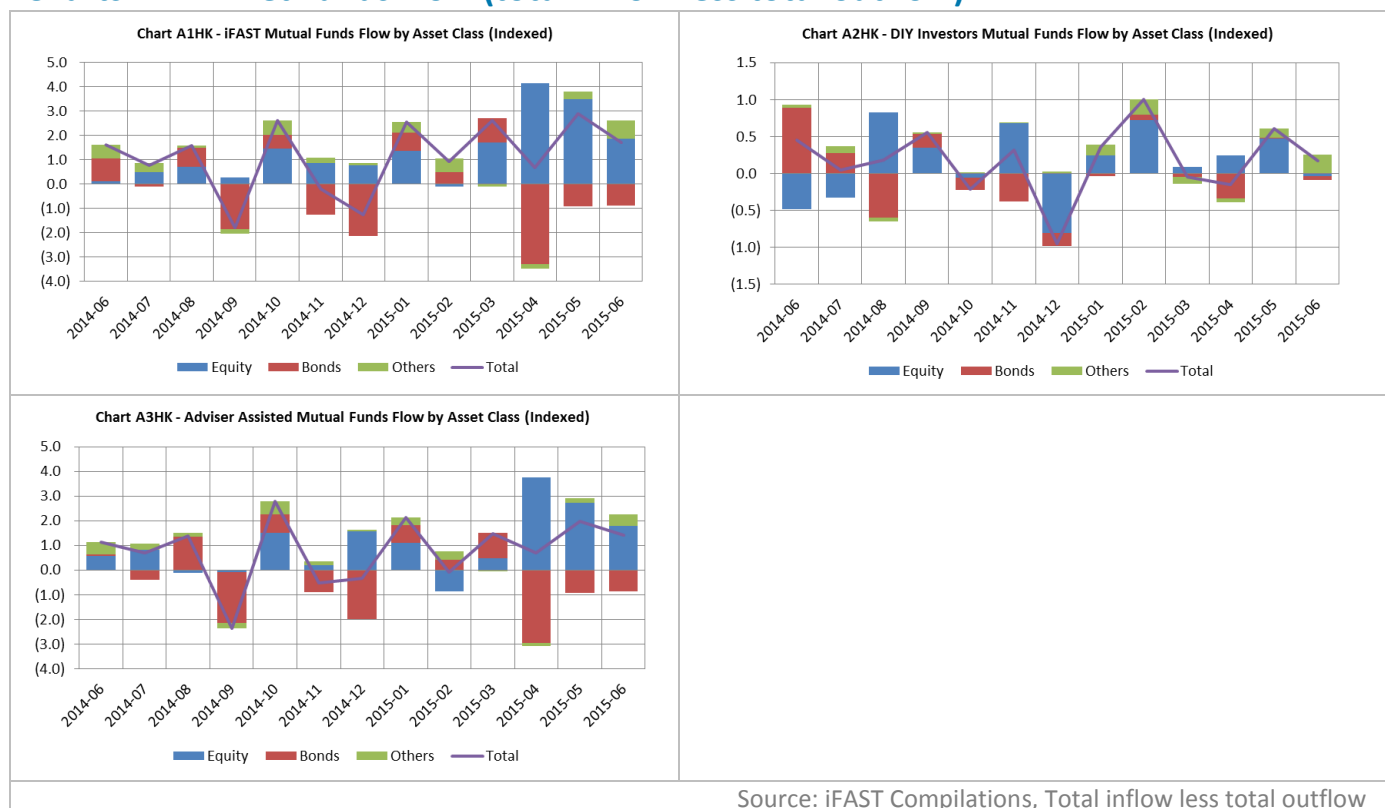 Chart A1HK - iFAST Mutual Funds Flow by Asset Class (Indexed)
5.0
4.0
3.0
2.0
1.0
0.0
(1.0)
(2.0)
(3.0)
(4.0)
2014-06 2014-07 2014-08 2014-09 2014-10 2014-11 2014-12 2015-01 2015-02 2015-03 2015-04 2015-05 2015-06
Equity Bonds Others Total
Chart A2HK - DIY Investors Mutual Funds Flow by Asset Class (Indexed)
1.5
1.0
0.5
0.0
(0.5)
(1.0)
(1.5)
2014-06 2014-07 2014-08 2014-09 2014-10 2014-11 2014-12 2015-01 2015-02 2015-03 2015-04 2015-05 2015-06
Equity Bonds Others Total
Chart A3HK - Adviser Assisted Mutual Funds Flow by Asset Class (Indexed)
5.0
4.0
3.0
2.0
1.0
0.0
(1.0)
(2.0)
(3.0)
(4.0)
2014-06 2014-07 2014-08 2014-09 2014-10 2014-11 2014-12 2015-01 2015-02 2015-03 2015-04 2015-05 2015-06
Equity Bonds Others Total
Source: iFAST Compilations, Total inflow less total outflow